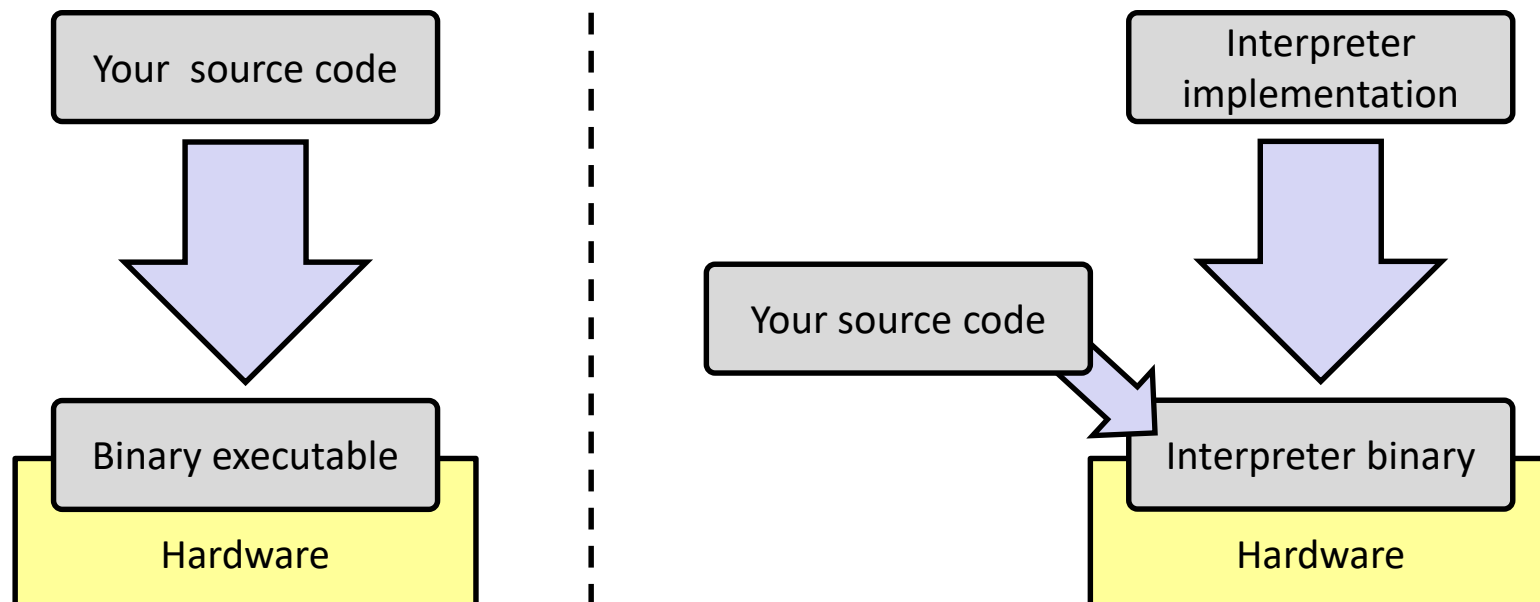 Your  source code
Binary executable
Hardware
Interpreter
implementation
Your source code
Interpreter binary
Hardware